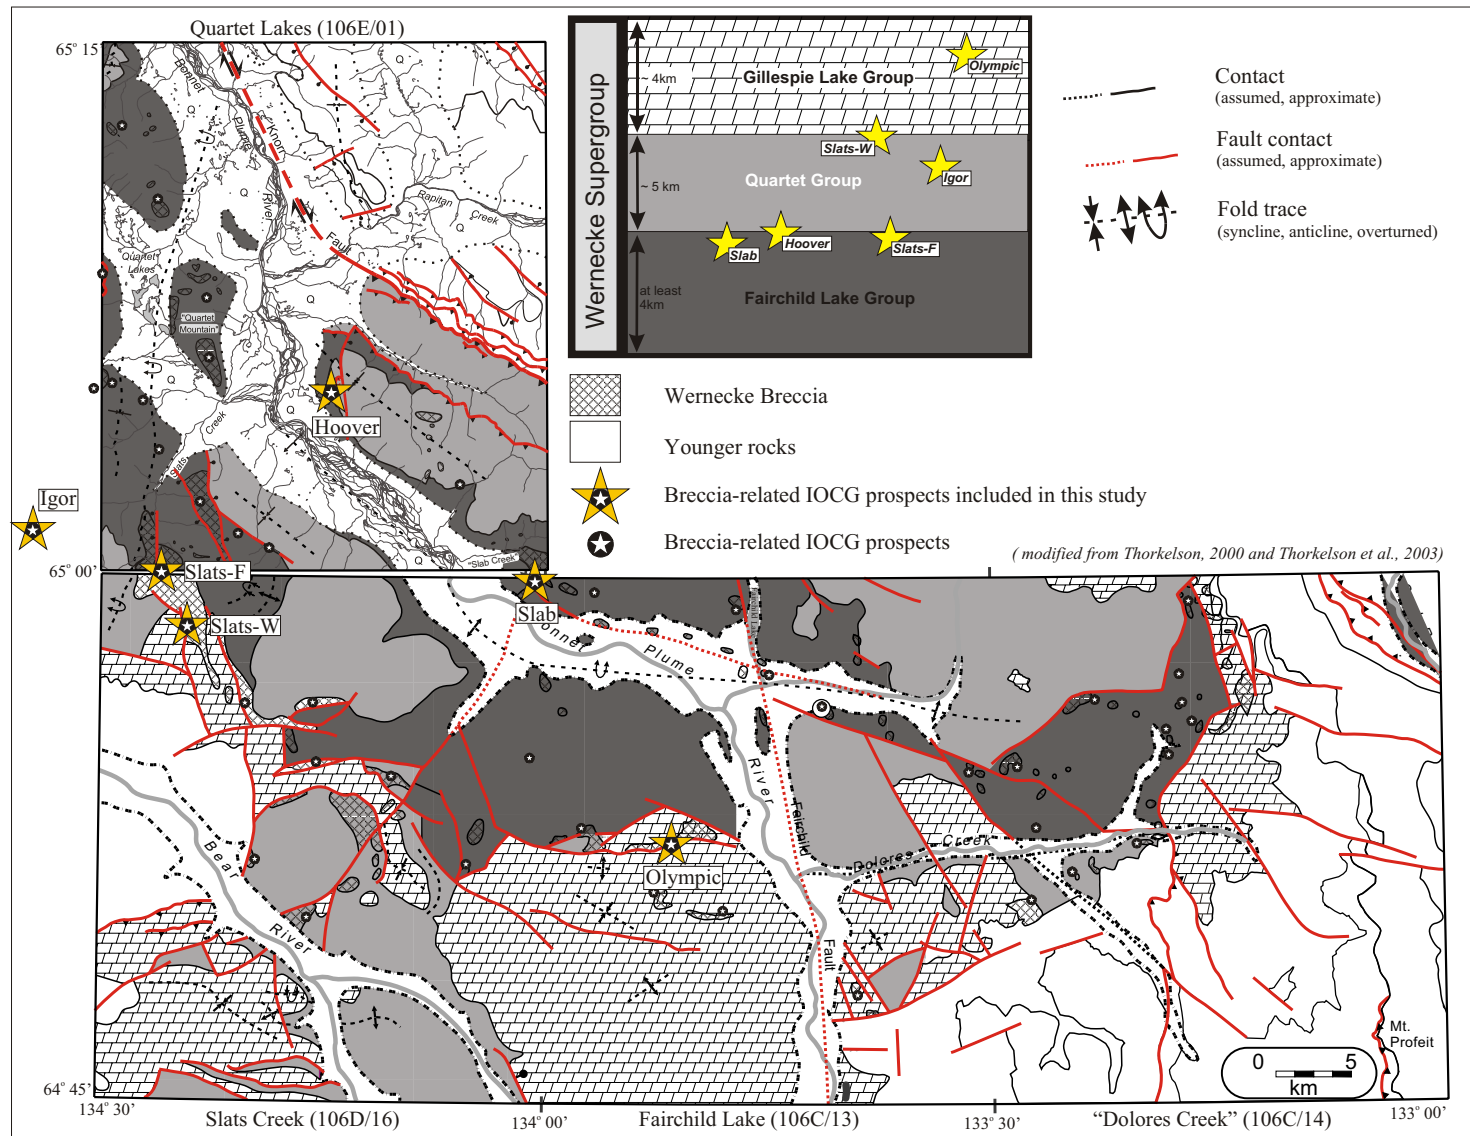 Quartet Lakes (106E/01)
65° 15'
Bonnet
Plume
River
Knorr
Fault
Rapitan
Creek
Quartet
Lakes
"Quartet
Mountain"
Q
Q
Q
Q
Q
Q
Q
Q
Q
Slats
Creek
Hoover
"Slab Creek"
Igor
65° 00'
Wernecke Supergroup
~ 4km
~ 5 km
at least
4km
Gillespie Lake Group
Quartet Group
Fairchild Lake Group
Olympic
Slats-W
Igor
Slab
Hoover
Slats-F
Contact
(assumed, approximate)
Fault contact
(assumed, approximate)
Fold trace
(syncline, anticline, overturned)
Wernecke Breccia
Younger rocks
Breccia-related IOCG prospects included in this study
Breccia-related IOCG prospects
( modified from Thorkelson, 2000 and Thorkelson et al., 2003)
Slats-F
Slats-W
Slab
onnet
Plume
River
Fairchild
Fault
Dolores Creek
Bear
River
Olympic
Mt.
Profeit
0 5
km
64° 45'
134° 30'
Slats Creek (106D/16)
134° 00'
Fairchild Lake (106C/13)
133° 30'
“Dolores Creek” (106C/14)
133° 00'